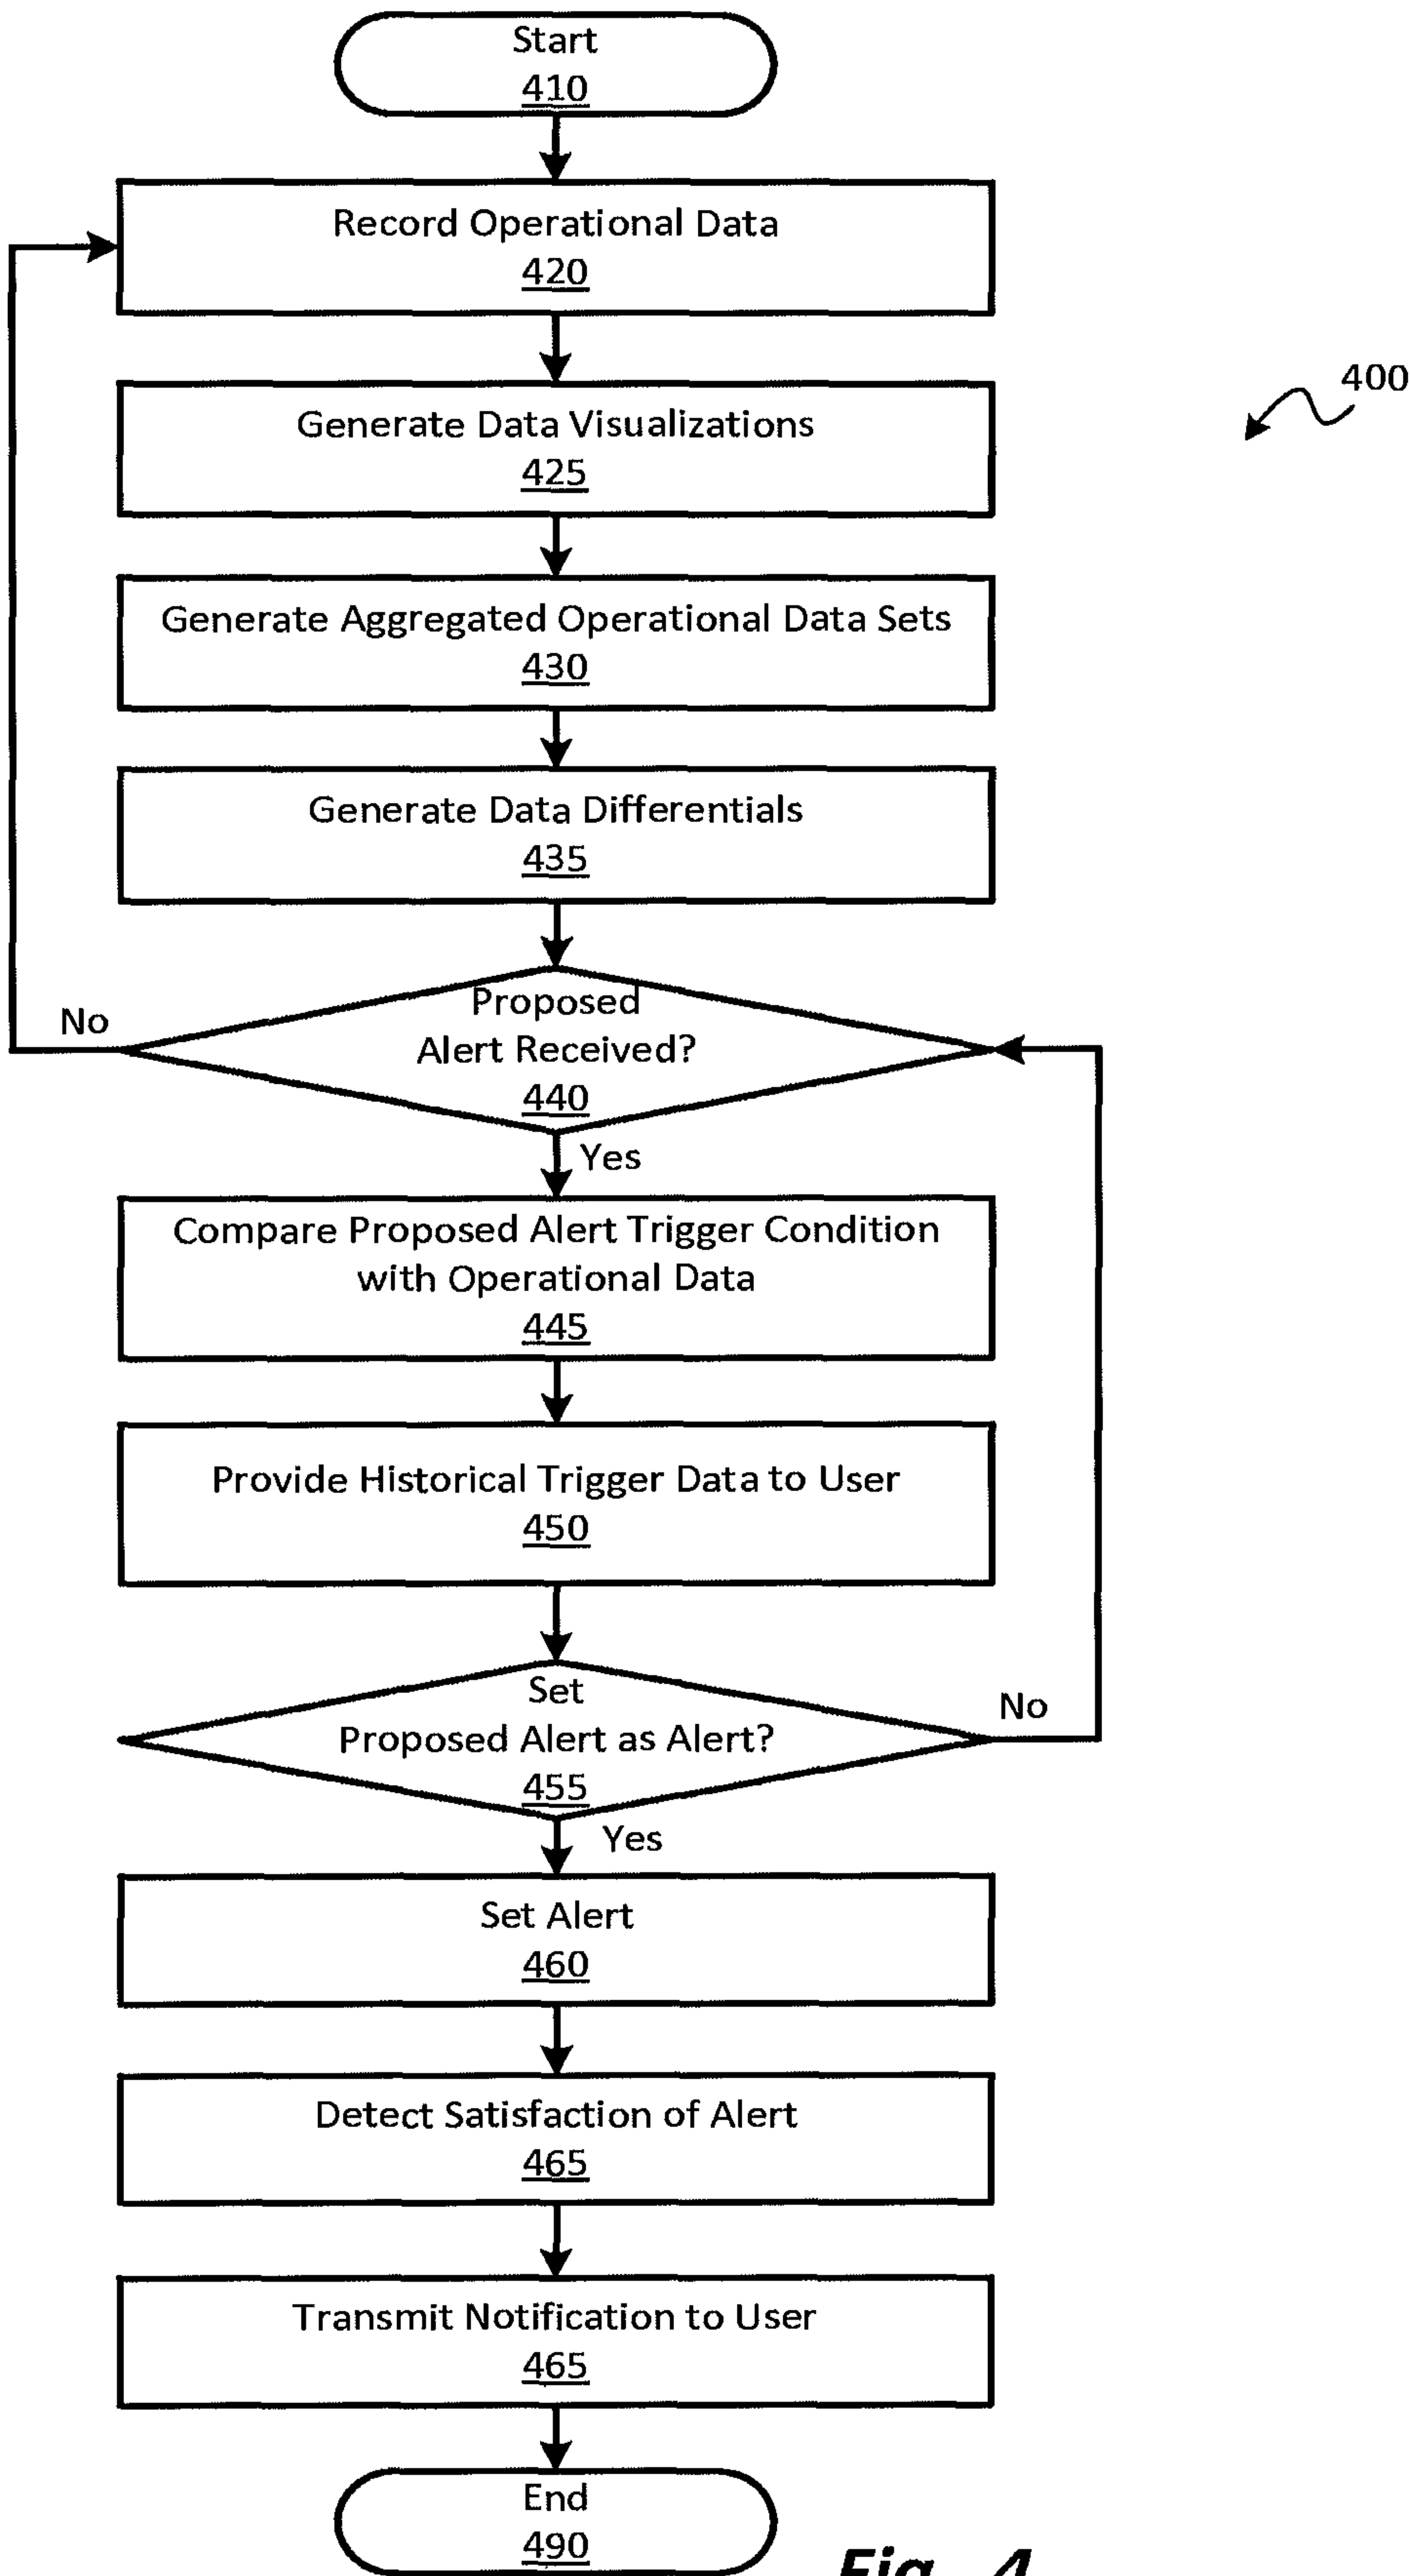 Start
410
Record Operational Data
420
400
Generate Data Visualizations
425
Generate Aggregated Operational Data Sets
430
Generate Data Differentials
435
No
Proposed
Alert Received?
440
Yes
Compare Proposed Alert Trigger Condition
with Operational Data
445
Provide Historical Trigger Data to User
450
Set
Proposed Alert as Alert?
455
No
Yes
Set Alert
460
Detect Satisfaction of Alert
465
Transmit Notification to User
465
End
490
Fig. 4